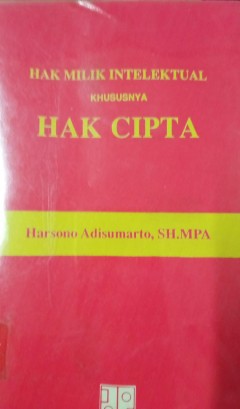 HAK MILIK INTELEKTUAL
KHUSUSNYA
HAK CIPTA
Harsono Adisumarto, SH.MPA